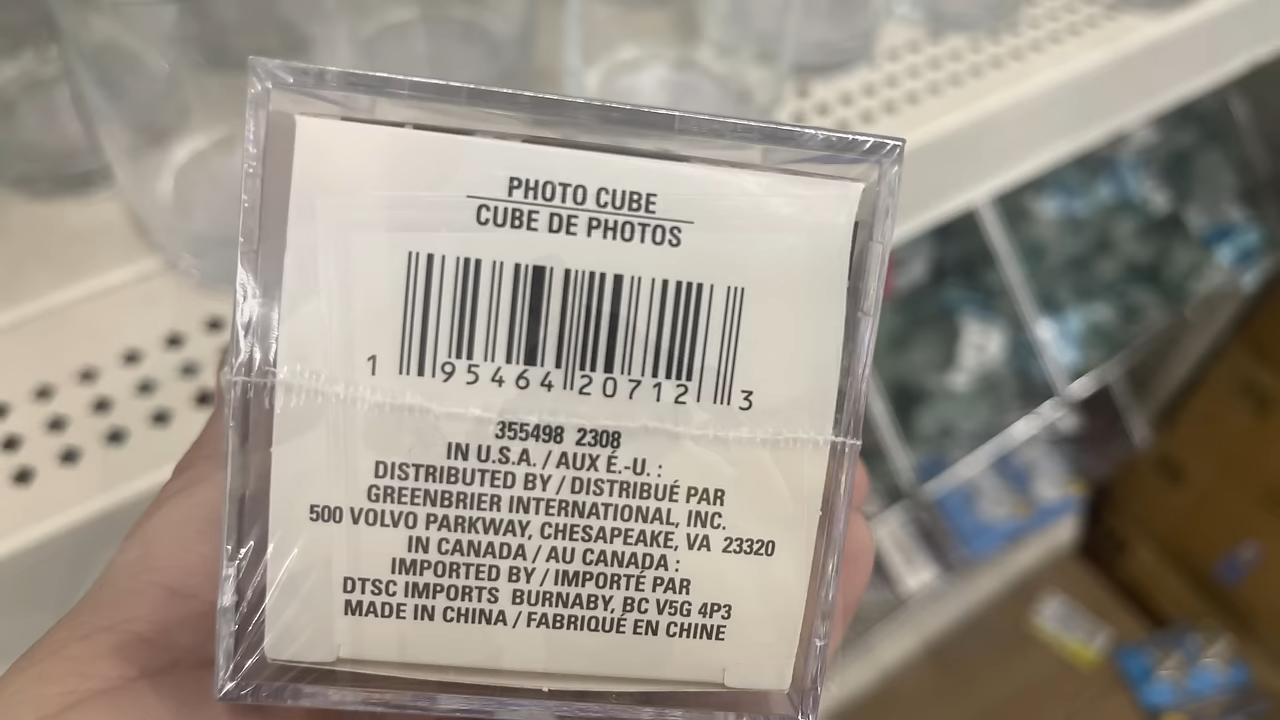 PHOTO CUBE
CUBE DE PHOTOS
1 95464 20712 3
355498 2308
IN U.S.A. / AUX É.-U. :
DISTRIBUTED BY / DISTRIBUÉ PAR
GREENBRIER INTERNATIONAL, INC.
500 VOLVO PARKWAY, CHESAPEAKE, VA 23320
IN CANADA / AU CANADA :
IMPORTED BY / IMPORTÉ PAR
DTSC IMPORTS BURNABY, BC V5G 4P3
MADE IN CHINA / FABRIQUÉ EN CHINE